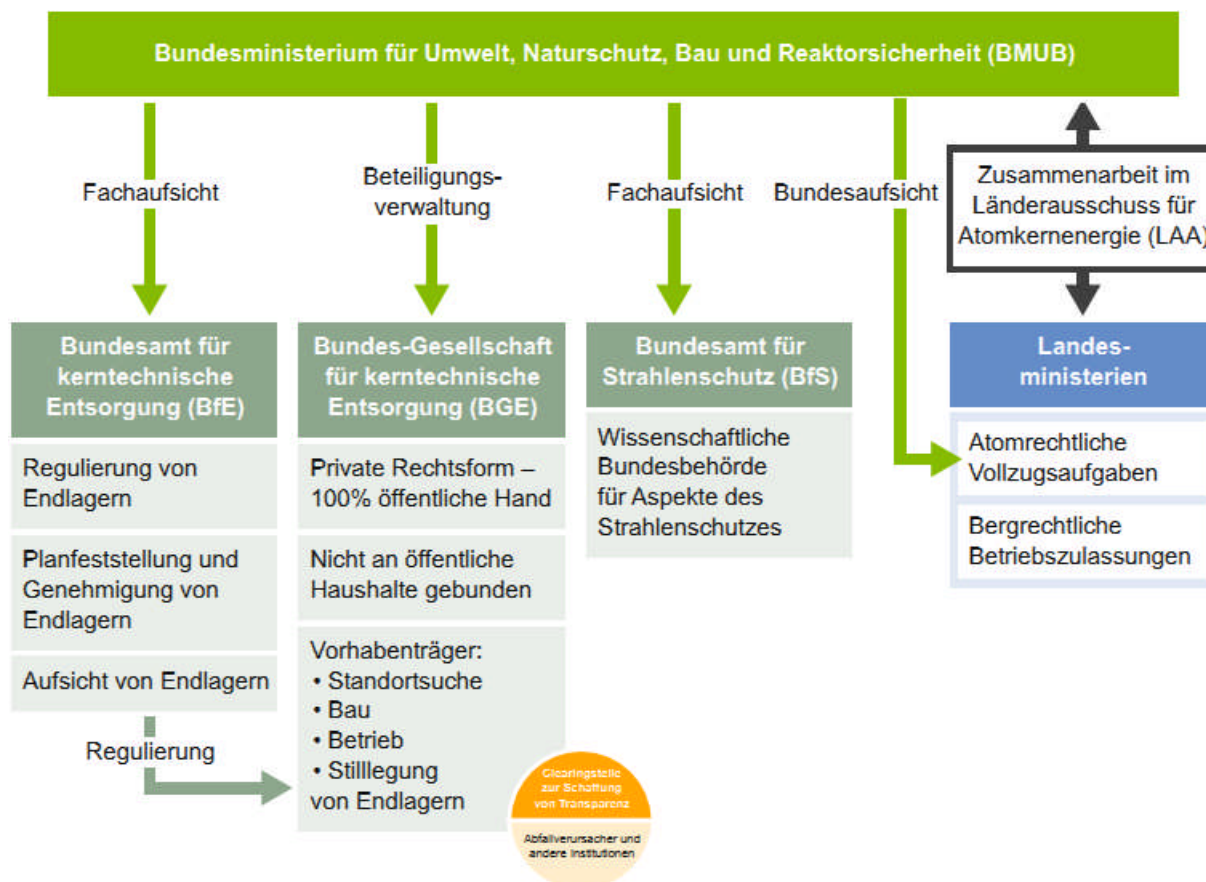 Bundesministerium für Umwelt, Naturschutz, Bau und Reaktorsicherheit (BMUB)
Fachaufsicht
Beteiligungs-
verwaltung
Fachaufsicht
Bundesaufsicht
Zusammenarbeit im
Länderausschuss für
Atomkernenergie (LAA)
Bundesamt für
kerntechnische
Entsorgung (BfE)
Regulierung von
Endlagern
Planfeststellung und
Genehmigung von
Endlagern
Aufsicht von Endlagern
Regulierung
Bundes-Gesellschaft
für kerntechnische
Entsorgung (BGE)
Private Rechtsform –
100% öffentliche Hand
Nicht an öffentliche
Haushalte gebunden
Vorhabenträger:
• Standortsuche
• Bau
• Betrieb
• Stilllegung
von Endlagern
Clearingstelle
zur Schaffung
von Transparenz
Abfallverursacher und
andere Institutionen
Bundesamt für
Strahlenschutz (BfS)
Wissenschaftliche
Bundesbehörde
für Aspekte des
Strahlenschutzes
Landes-
ministerien
Atomrechtliche
Vollzugsaufgaben
Bergrechtliche
Betriebszulassungen